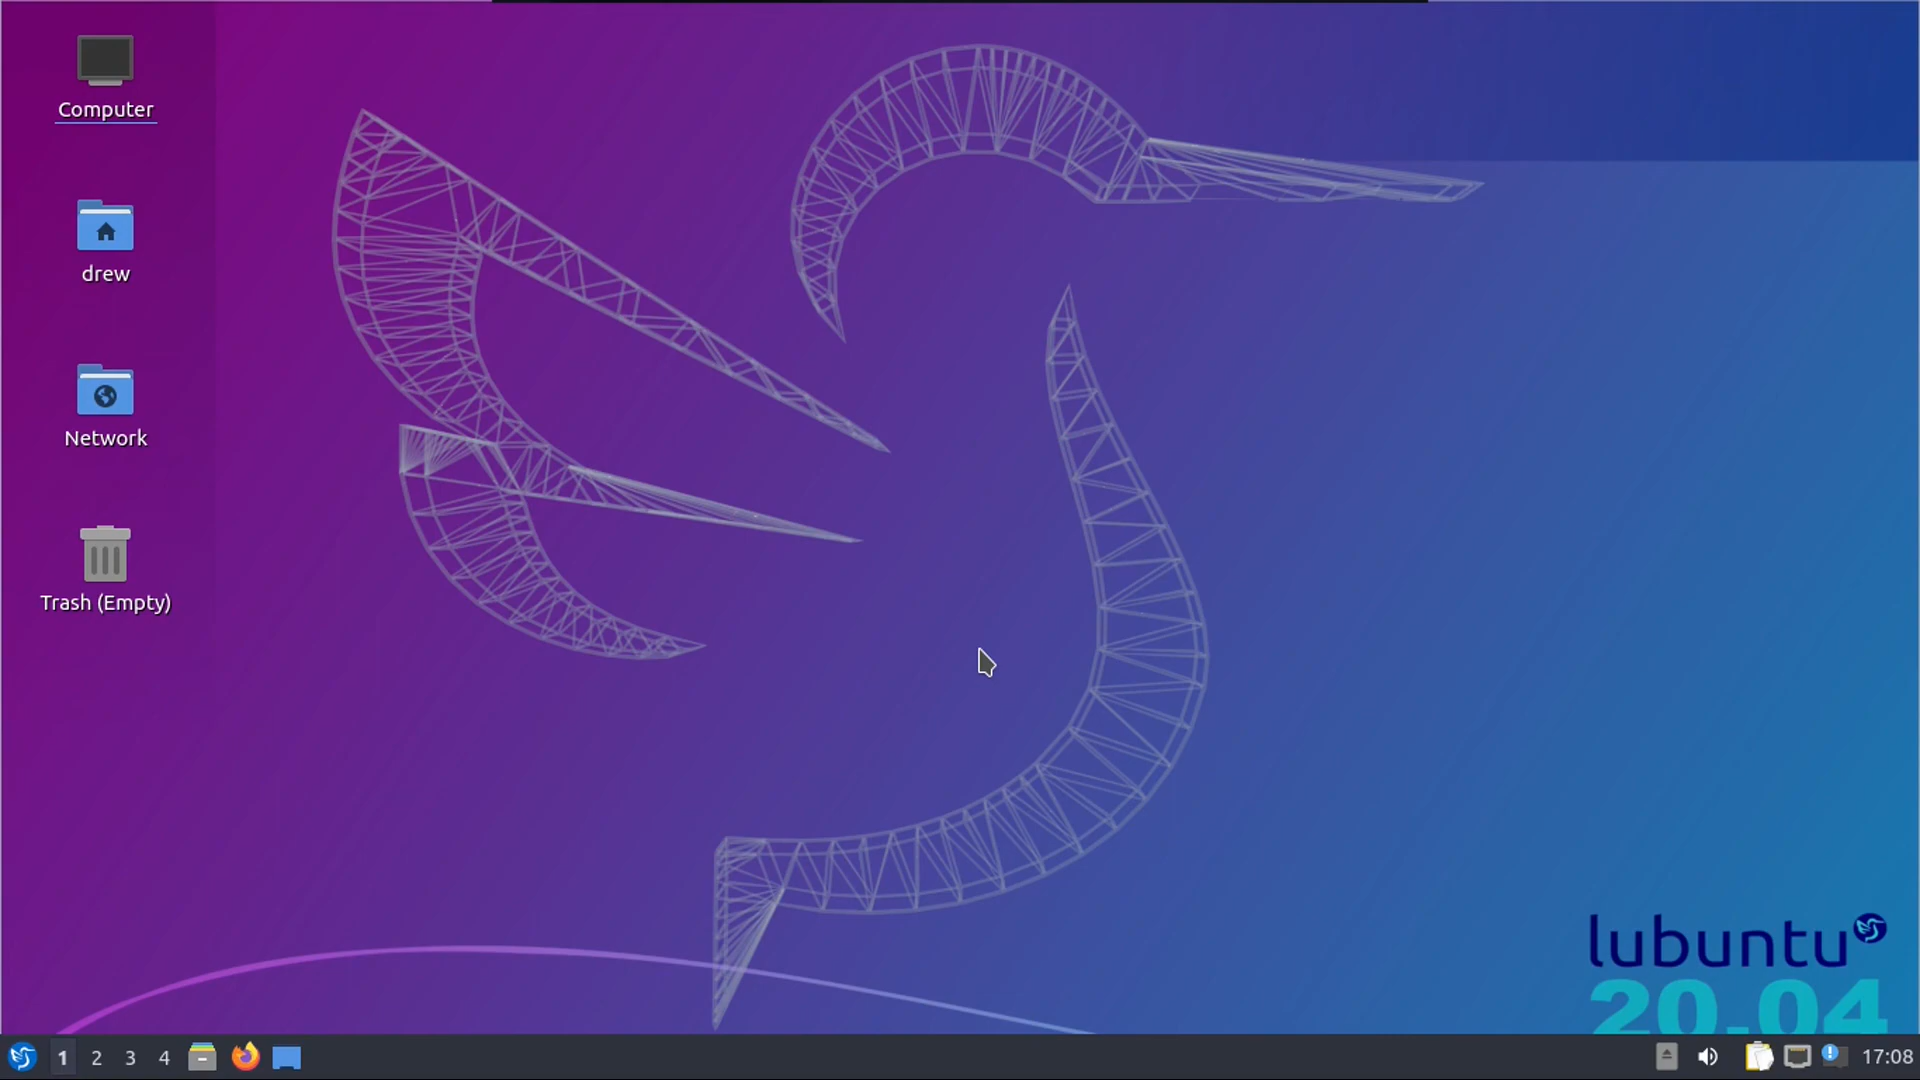 Computer
drew
Network
Trash (Empty)
lubuntu
20.04
1 2 3 4
17:08